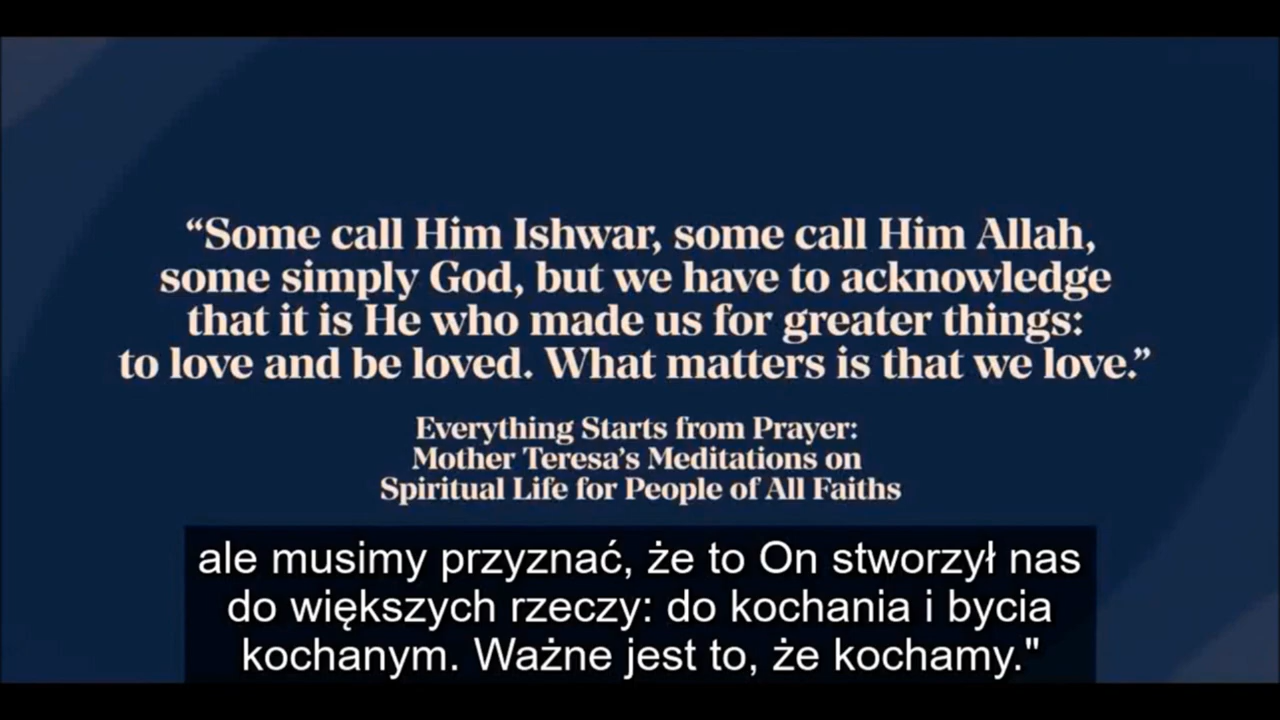 “Some call Him Ishwar, some call Him Allah,
some simply God, but we have to acknowledge
that it is He who made us for greater things:
to love and be loved. What matters is that we love.”
Everything Starts from Prayer:
Mother Teresa’s Meditations on
Spiritual Life for People of All Faiths
ale musimy przyznać, że to On stworzył nas
do większych rzeczy: do kochania i bycia
kochanym. Ważne jest to, że kochamy."